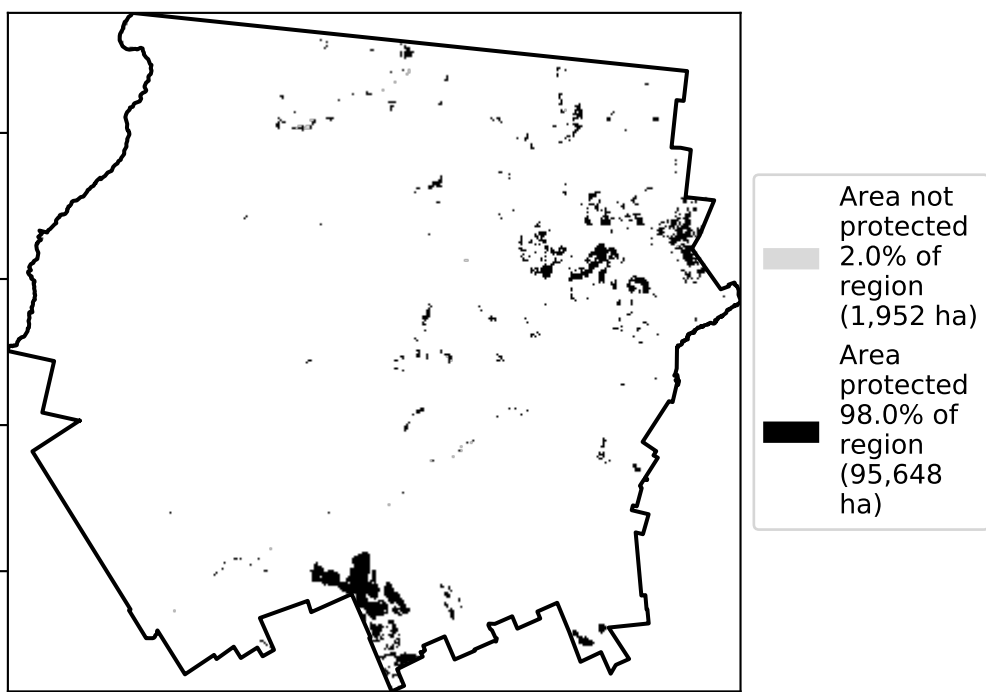 Area not
protected
2.0% of
region
(1,952 ha)
Area
protected
98.0% of
region
(95,648
ha)